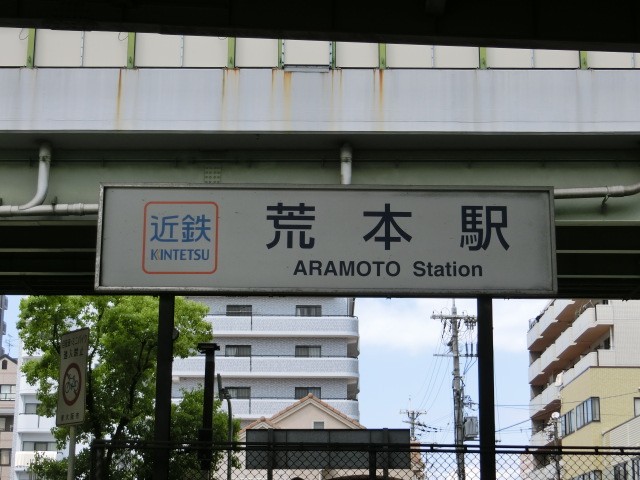 近鉄
KINTETSU
荒本駅
ARAMOTO Station